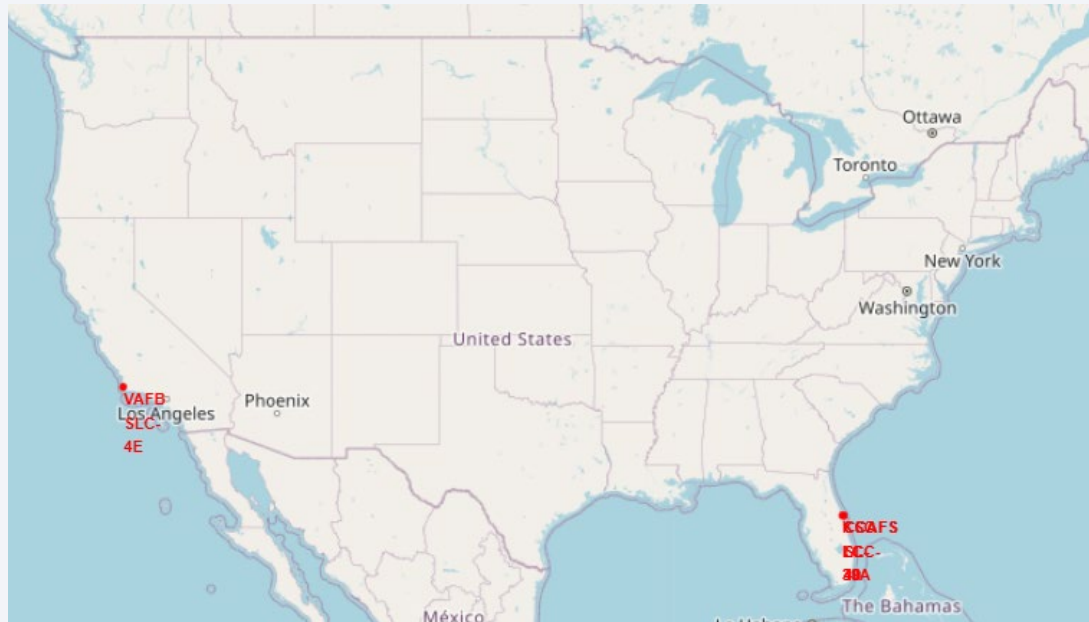 Ottawa
Toronto
New York
Washington
United States
VAFB
Los Angeles
SLC-
4E
Phoenix
The Bahamas
México